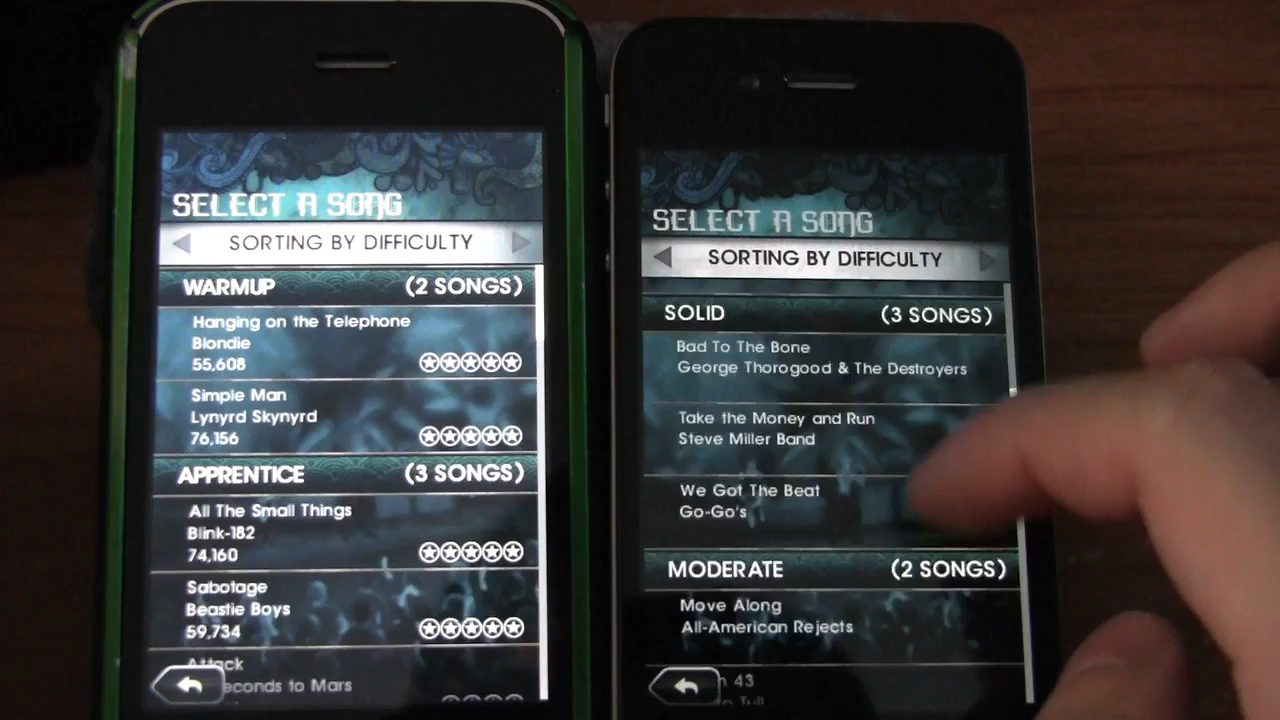 SELECT A SONG
SORTING BY DIFFICULTY
WARMUP (2 SONGS)
Hanging on the Telephone
Blondie
55,608
Simple Man
Lynyrd Skynyrd
76,156
APPRENTICE (3 SONGS)
All The Small Things
Blink-182
74,160
Sabotage
Beastie Boys
59,734
Attack
econds to Mars
SELECT A SONG
SORTING BY DIFFICULTY
SOLID (3 SONGS)
Bad To The Bone
George Thorogood & The Destroyers
Take the Money and Run
Steve Miller Band
We Got The Beat
Go-Go's
MODERATE (2 SONGS)
Move Along
All-American Rejects
43